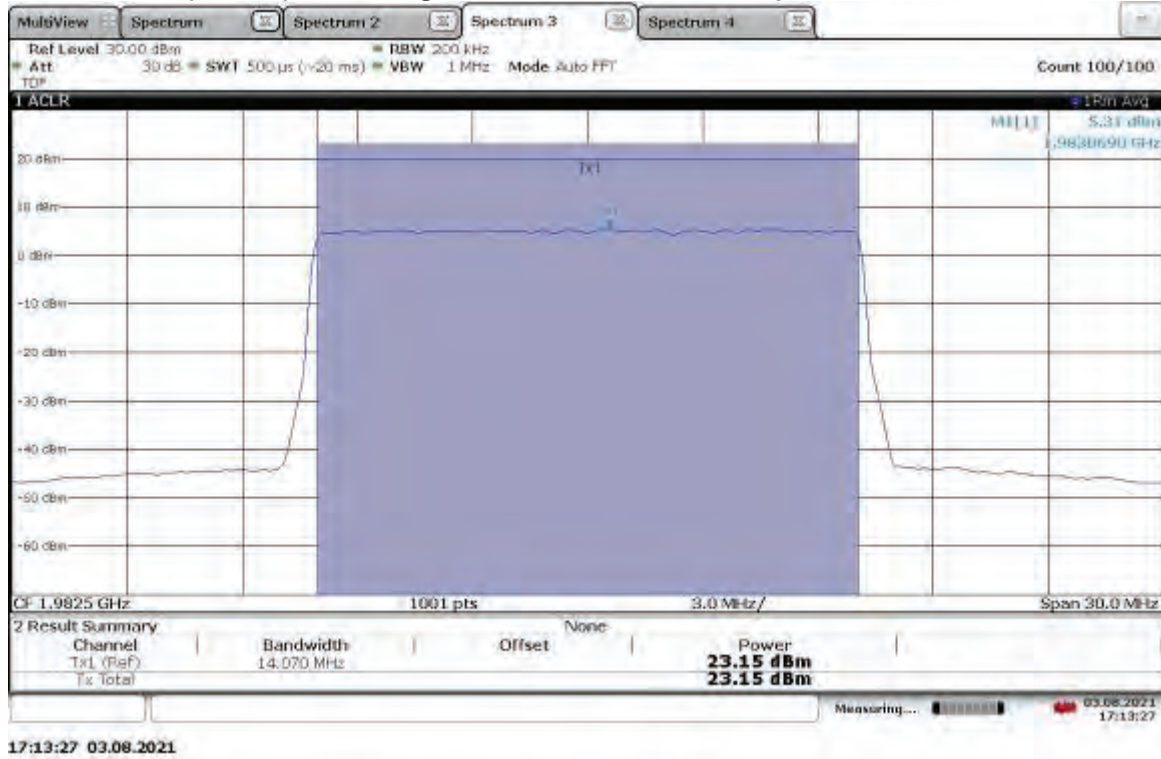 MultiView Spectrum Spectrum 2 Spectrum 3 Spectrum 4
Ref Level 30.00 dBm RBW 200 kHz
Att 30 dB SWT 500 µs (~20 ms) VBW 1 MHz Mode Auto FFT Count 100/100
TDF
1 ACLR 1Rm Avg
M1[1] 5.31 dBm
1.9830690 GHz
20 dBm
Tx1
10 dBm
0 dBm
-10 dBm
-20 dBm
-30 dBm
-40 dBm
-50 dBm
-60 dBm
CF 1.9825 GHz 1001 pts 3.0 MHz/ Span 30.0 MHz
2 Result Summary None
Channel Bandwidth Offset Power
Tx1 (Ref) 14.070 MHz 23.15 dBm
Tx Total 23.15 dBm
Measuring... 03.08.2021
17:13:27
17:13:27 03.08.2021